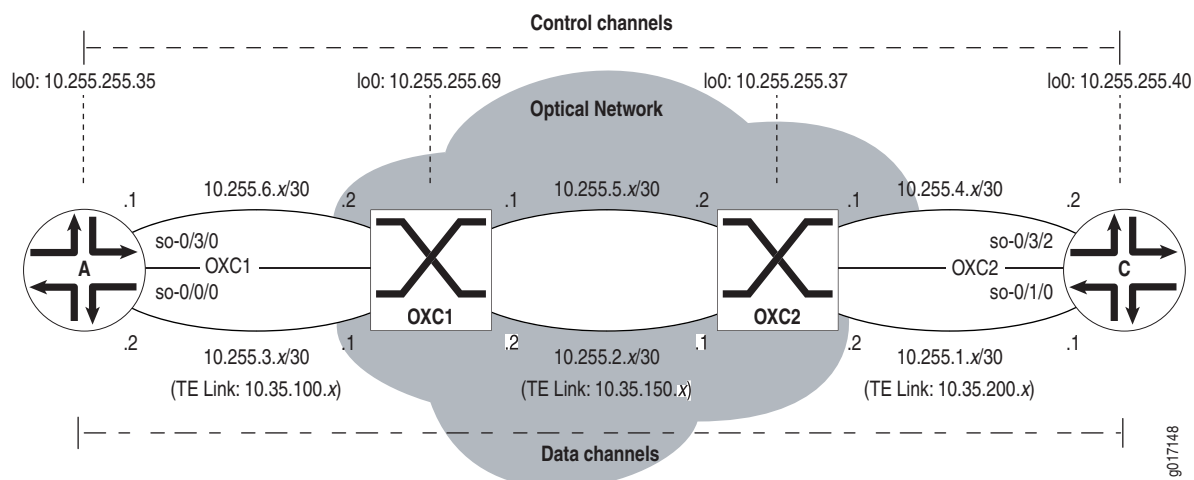 Control channels
lo0: 10.255.255.35
lo0: 10.255.255.69
lo0: 10.255.255.37
lo0: 10.255.255.40
Optical Network
.1
10.255.6.x/30
.2
.1
10.255.5.x/30
.2
.1
10.255.4.x/30
.2
so-0/3/0
so-0/3/2
A
OXC1
OXC2
C
so-0/0/0
so-0/1/0
OXC1
OXC2
.2
10.255.3.x/30
.1
.2
10.255.2.x/30
.1
.2
10.255.1.x/30
.1
(TE Link: 10.35.100.x)
(TE Link: 10.35.150.x)
(TE Link: 10.35.200.x)
Data channels
g017148